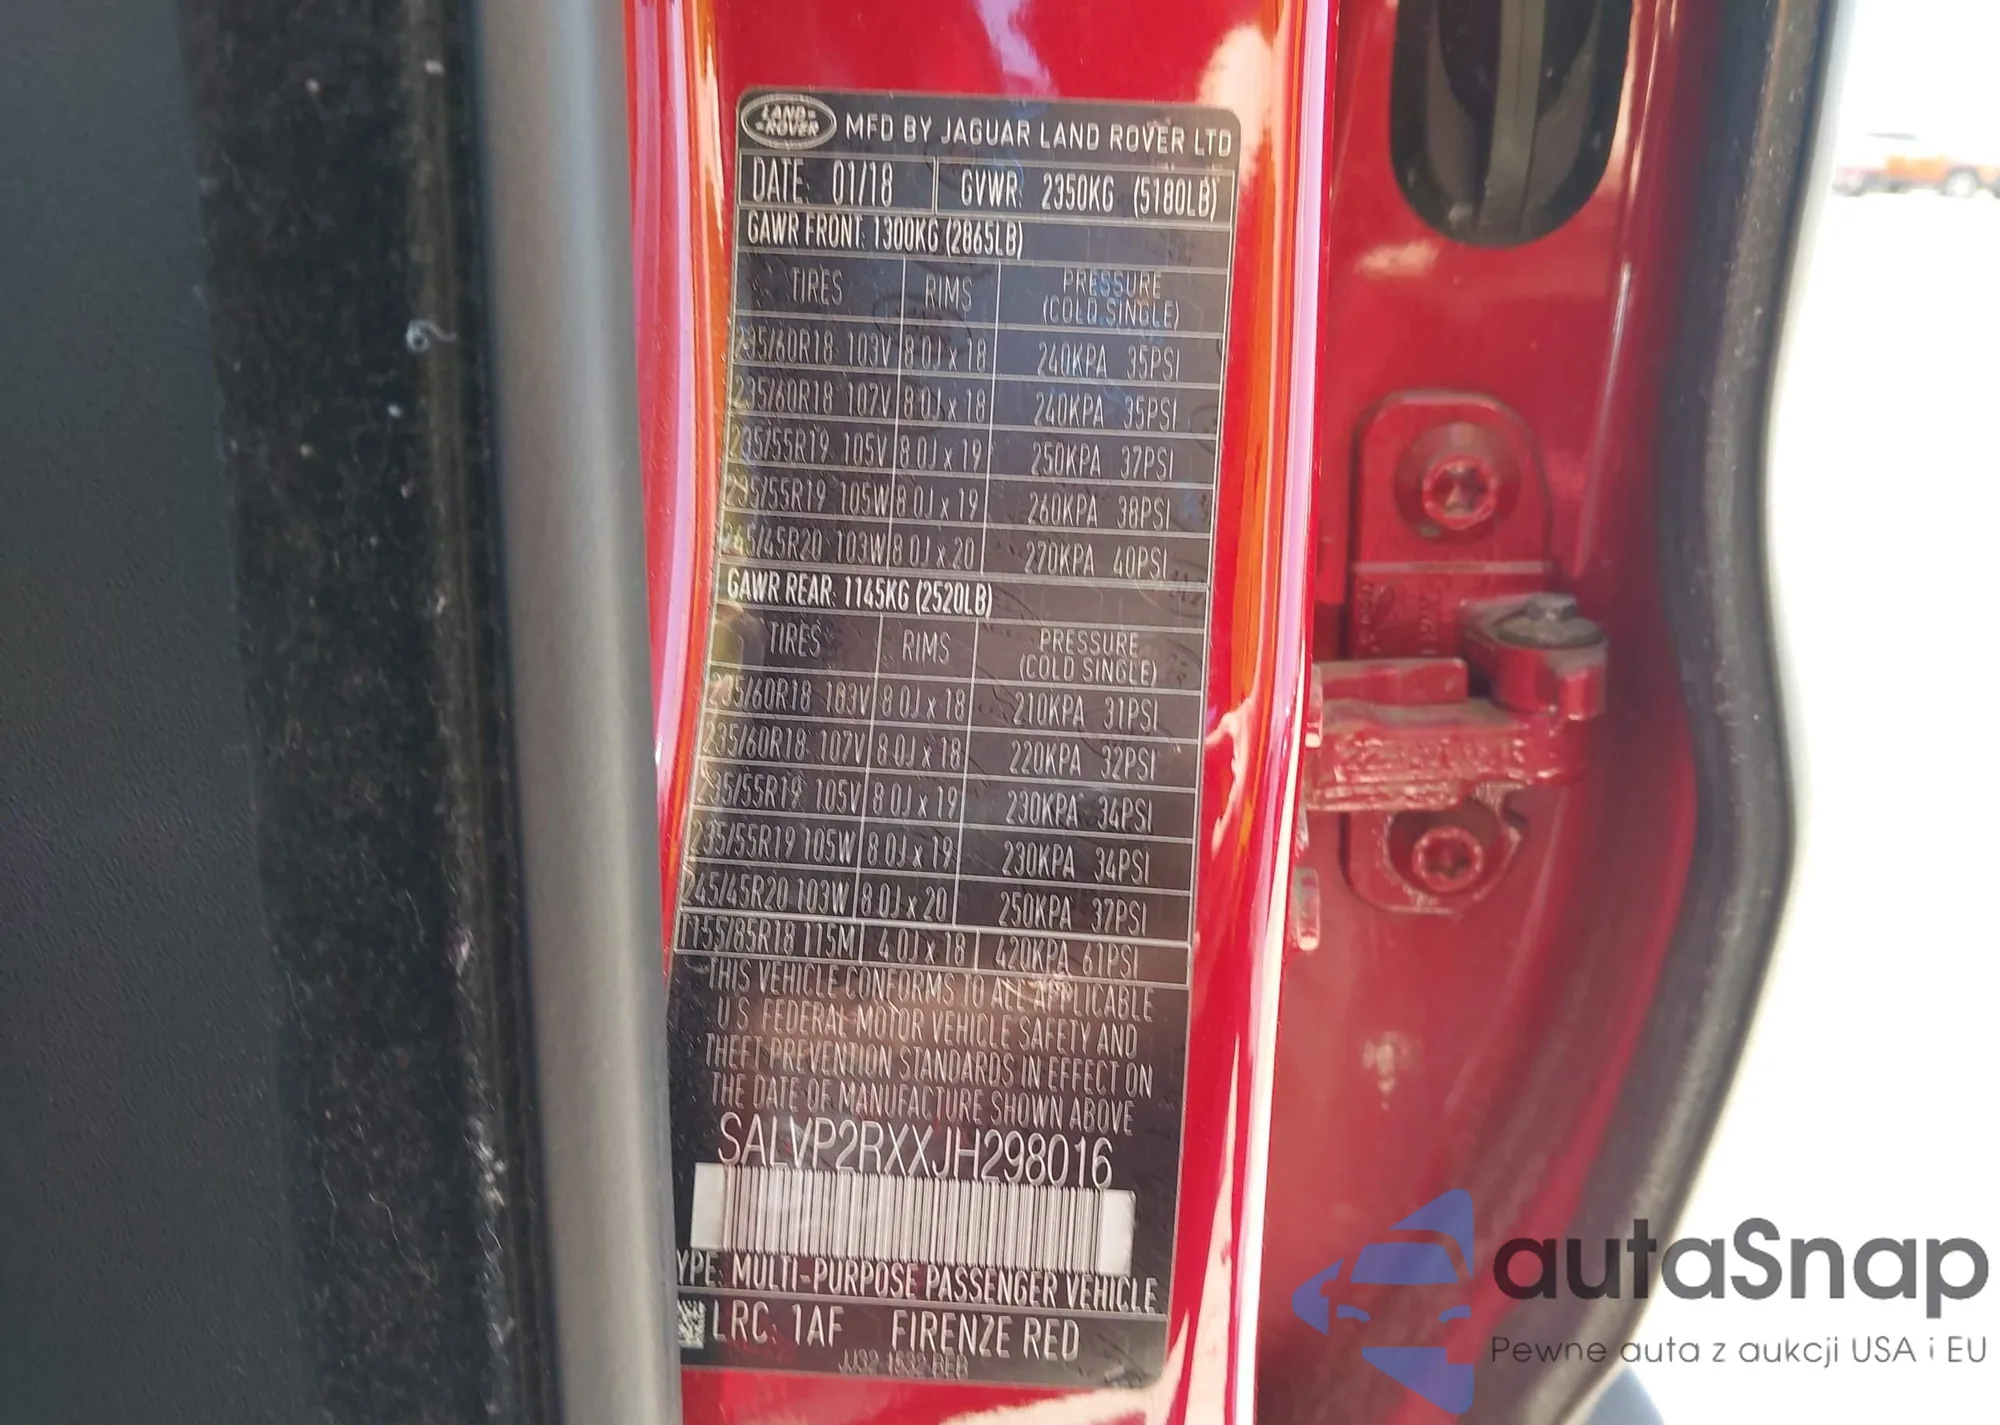 LAND ROVER MFD BY JAGUAR LAND ROVER LTD
DATE: 01/18 GVWR: 2350KG (5180LB)
GAWR FRONT: 1300KG (2865LB)
TIRES RIMS PRESSURE (COLD SINGLE)
235/60R18 103V 8.0J x 18 240KPA 35PSI
235/60R18 107V 8.0J x 18 240KPA 35PSI
235/55R19 105V 8.0J x 19 250KPA 37PSI
235/55R19 105W 8.0J x 19 260KPA 38PSI
245/45R20 103W 8.0J x 20 270KPA 40PSI
GAWR REAR: 1145KG (2520LB)
TIRES RIMS PRESSURE (COLD SINGLE)
235/60R18 103V 8.0J x 18 210KPA 31PSI
235/60R18 107V 8.0J x 18 220KPA 32PSI
235/55R19 105V 8.0J x 19 230KPA 34PSI
235/55R19 105W 8.0J x 19 230KPA 34PSI
245/45R20 103W 8.0J x 20 250KPA 37PSI
T155/85R18 115M 4.0J x 18 420KPA 61PSI
THIS VEHICLE CONFORMS TO ALL APPLICABLE
U.S. FEDERAL MOTOR VEHICLE SAFETY AND
THEFT PREVENTION STANDARDS IN EFFECT ON
THE DATE OF MANUFACTURE SHOWN ABOVE
SALVP2RXXJH298016
YPE: MULTI-PURPOSE PASSENGER VEHICLE
LRC: 1AF FIRENZE RED
autaSnap
Pewne auta z aukcji USA i EU